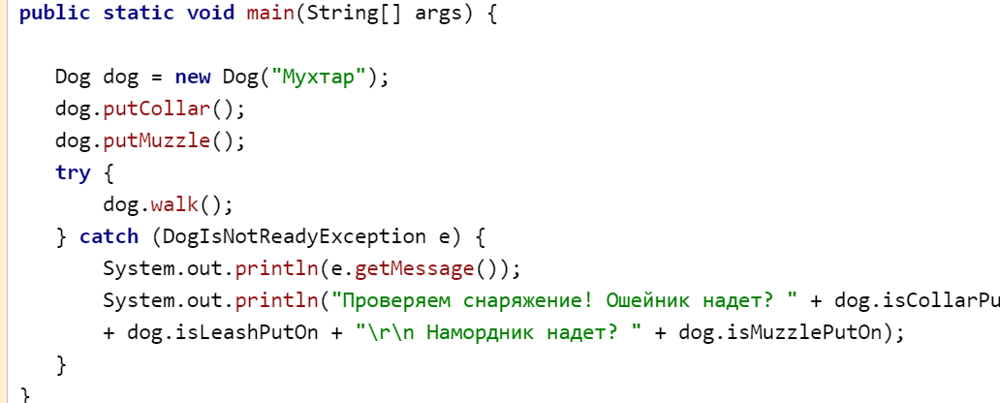 public static void main(String[] args) {
Dog dog = new Dog("Мухтар");
dog.putCollar();
dog.putMuzzle();
try {
dog.walk();
} catch (DogIsNotReadyException e) {
System.out.println(e.getMessage());
System.out.println("Проверяем снаряжение! Ошейник надет? " + dog.isCollarPu
+ dog.isLeashPutOn + "\r\n Намордник надет? " + dog.isMuzzlePutOn);
}
}